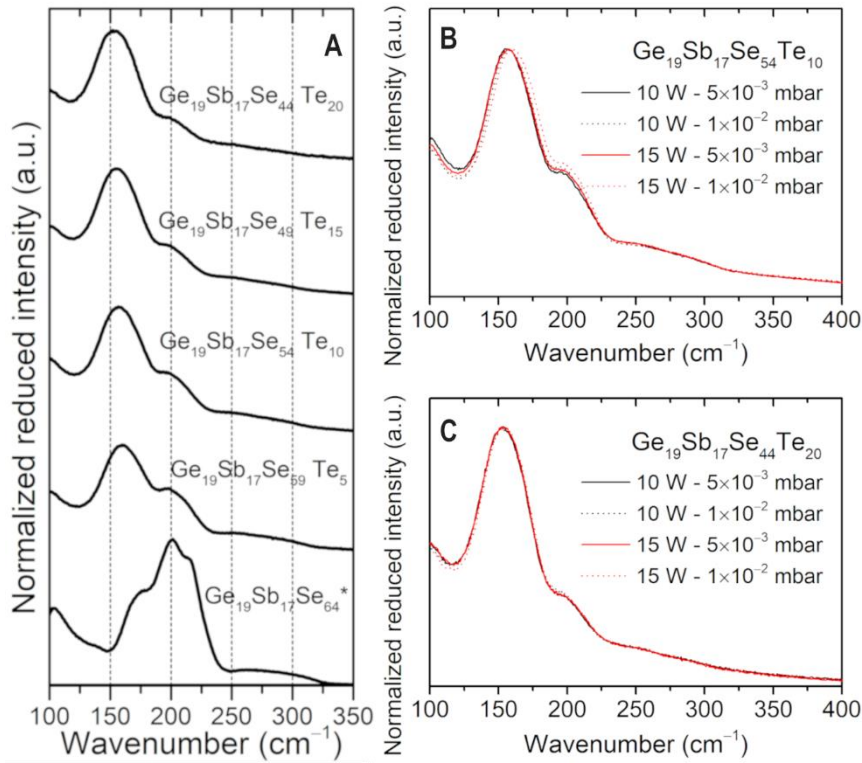 A
Normalized reduced intensity (a.u.)
Ge₁₉Sb₁₇Se₄₄ Te₂₀
Ge₁₉Sb₁₇Se₄₉ Te₁₅
Ge₁₉Sb₁₇Se₅₄ Te₁₀
Ge₁₉Sb₁₇Se₅₉ Te₅
Ge₁₉Sb₁₇Se₆₄*
100 150 200 250 300 350
Wavenumber (cm⁻¹)
B
Normalized reduced intensity (a.u.)
Ge₁₉Sb₁₇Se₅₄Te₁₀
10 W - 5×10⁻³ mbar
10 W - 1×10⁻² mbar
15 W - 5×10⁻³ mbar
15 W - 1×10⁻² mbar
100 150 200 250 300 350 400
Wavenumber (cm⁻¹)
C
Normalized reduced intensity (a.u.)
Ge₁₉Sb₁₇Se₄₄Te₂₀
10 W - 5×10⁻³ mbar
10 W - 1×10⁻² mbar
15 W - 5×10⁻³ mbar
15 W - 1×10⁻² mbar
100 150 200 250 300 350 400
Wavenumber (cm⁻¹)